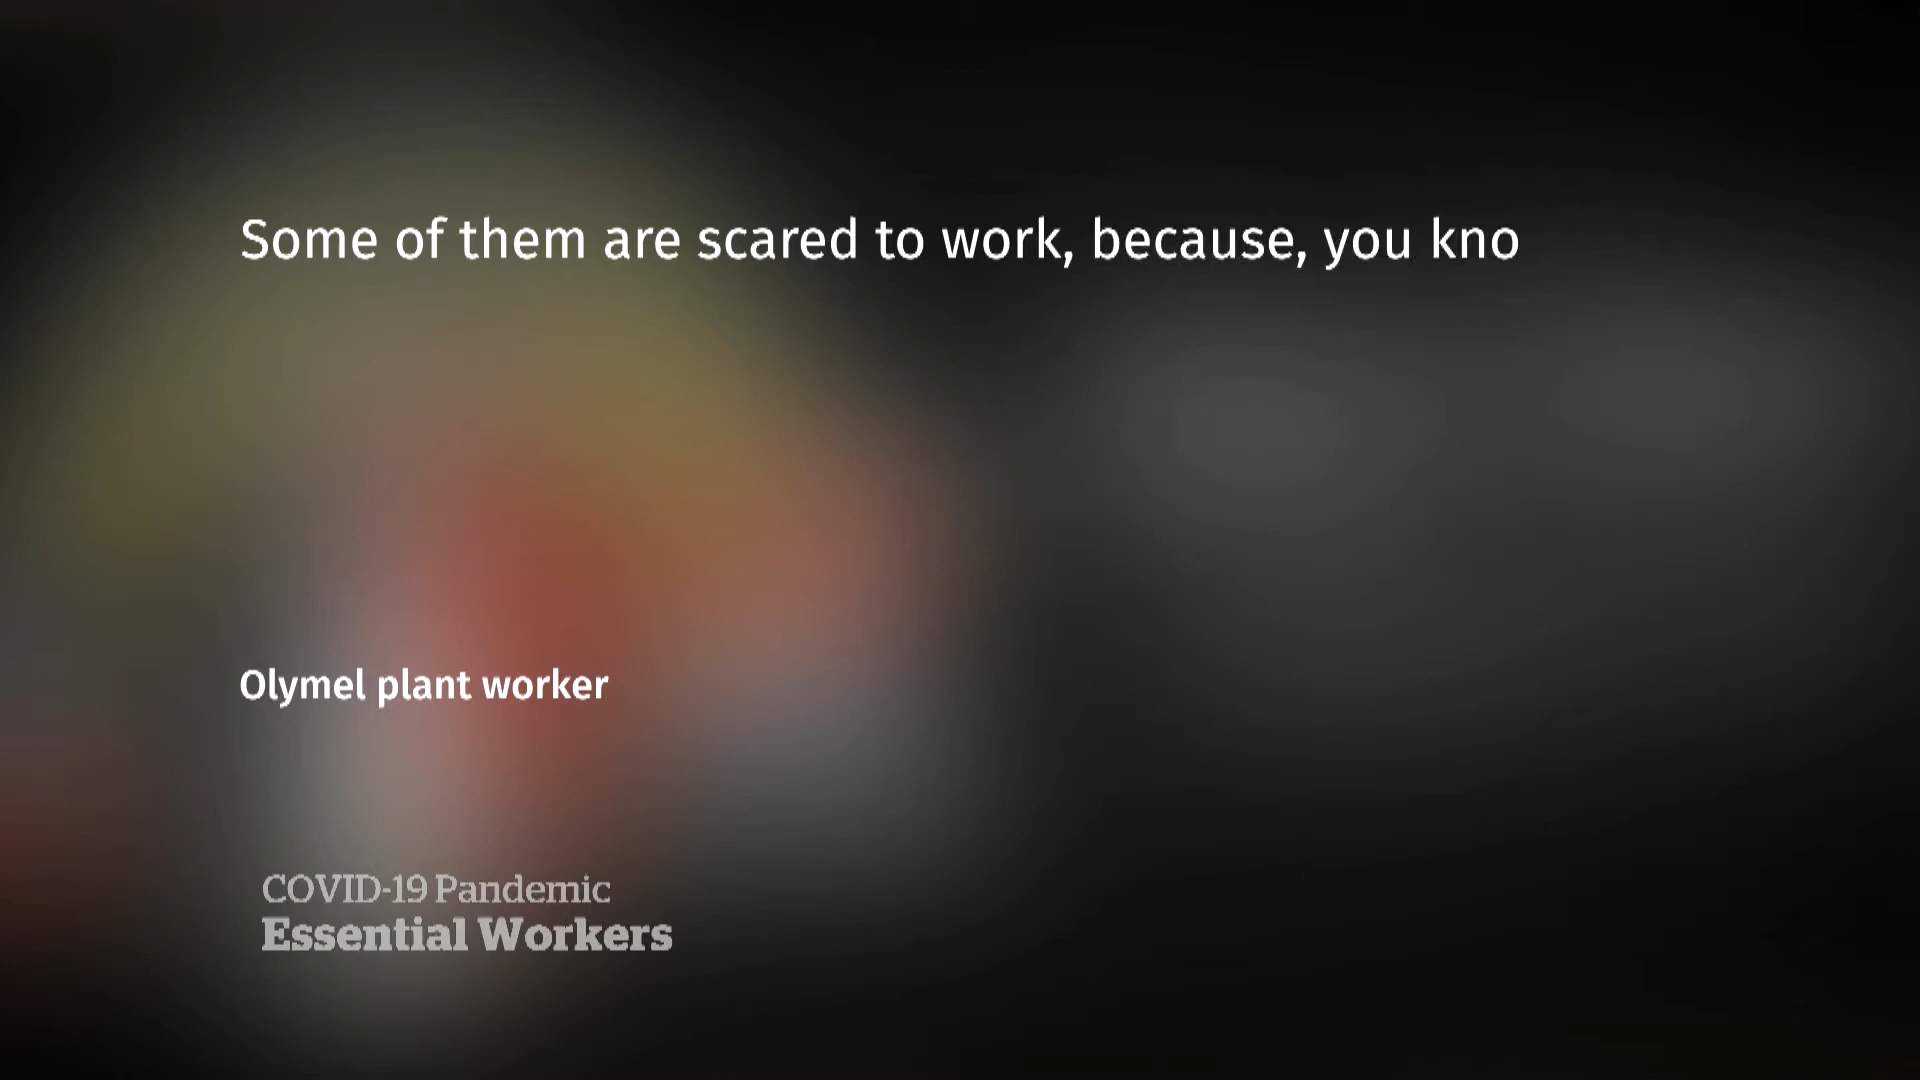 Some of them are scared to work, because, you kno
Olymel plant worker
COVID-19 Pandemic
Essential Workers